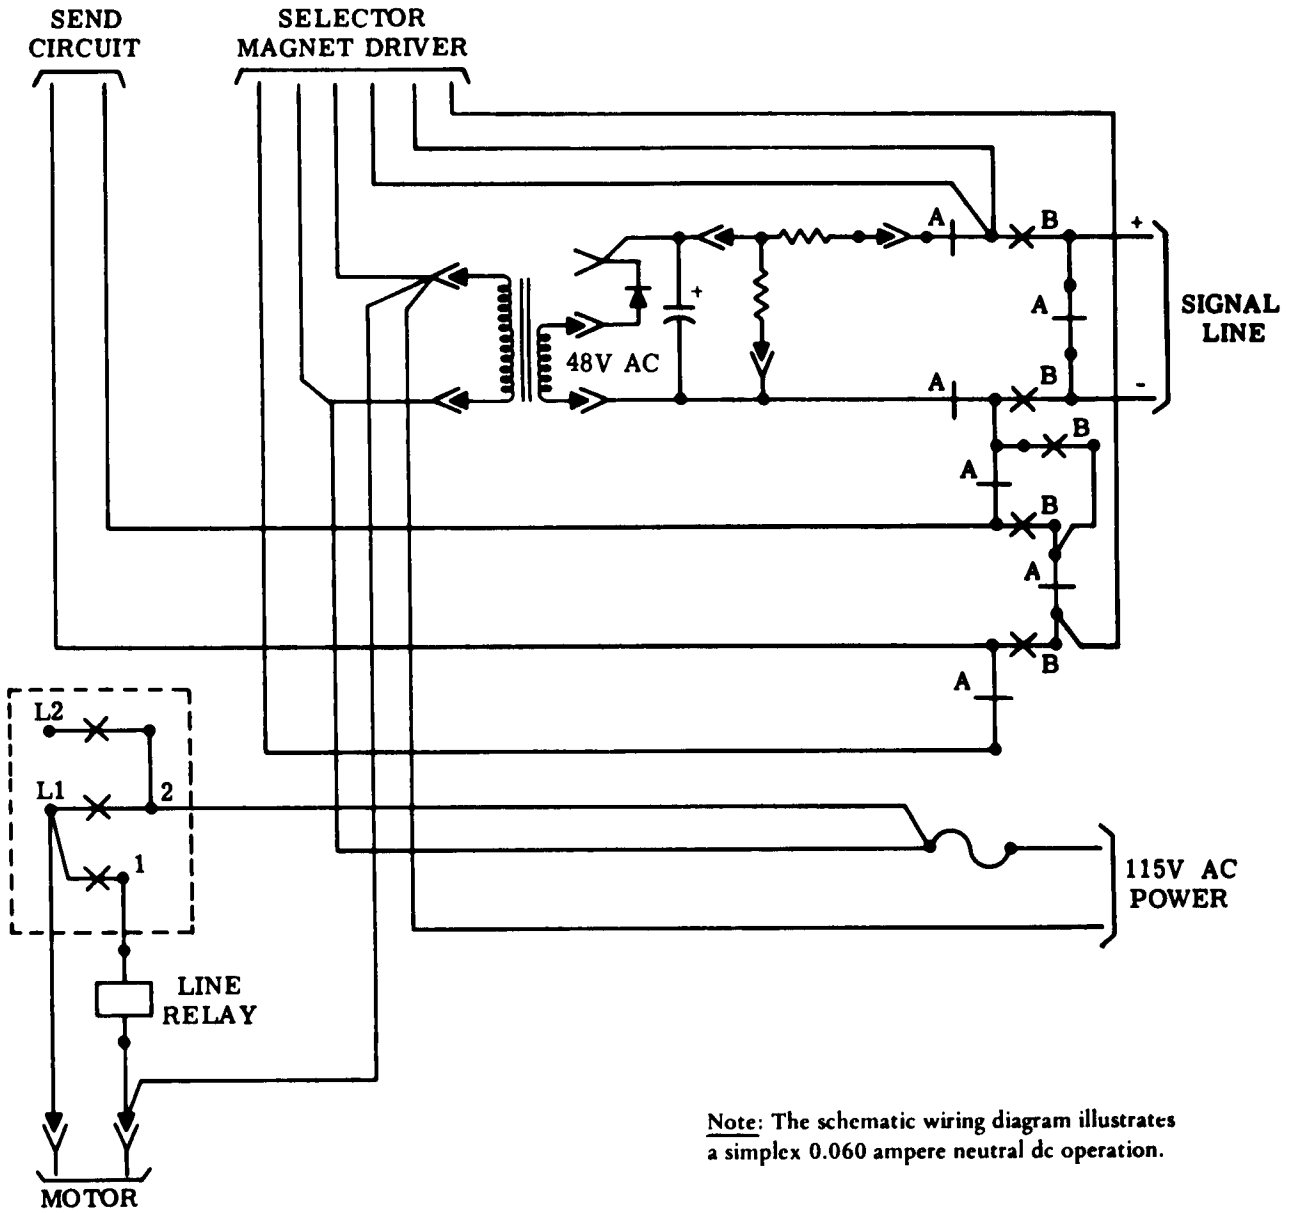 SEND
CIRCUIT
SELECTOR
MAGNET DRIVER
A
B
+
SIGNAL
LINE
A
+
48V AC
A
B
-
B
A
B
A
B
A
L2
L1
2
1
115V AC
POWER
LINE
RELAY
MOTOR
Note: The schematic wiring diagram illustrates
a simplex 0.060 ampere neutral dc operation.